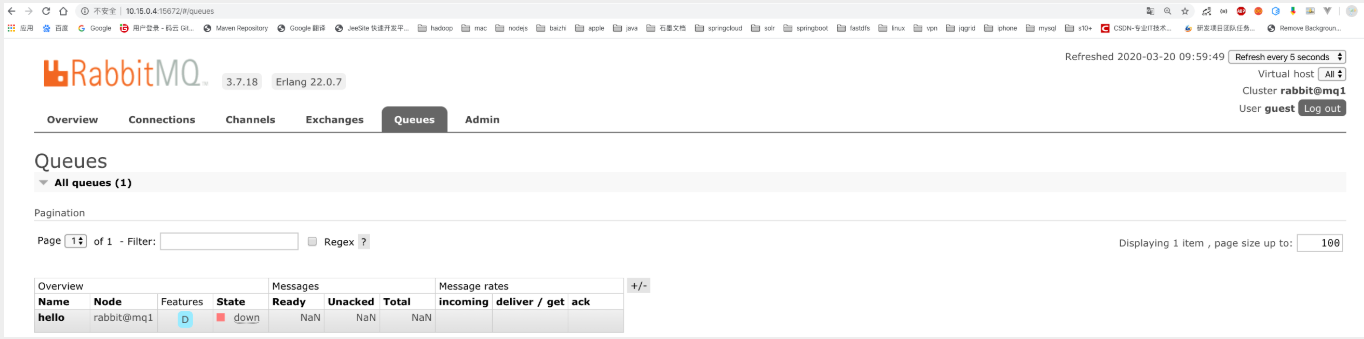 不安全 | 10.15.0.4:15672/#/queues
应用 百度 Google 用户登录 - 码云 Git... Maven Repository Google 翻译 JeeSite 快速开发平... hadoop mac nodejs baizhi apple java 石墨文档 springcloud solr springboot fastdfs linux vpn jqgrid iphone mysql s10+ CSDN-专业IT技术... 研发项目团队任务... Remove Backgroun...
Refreshed 2020-03-20 09:59:49 Refresh every 5 seconds
RabbitMQ 3.7.18 Erlang 22.0.7
Virtual host All
Cluster rabbit@mq1
User guest Log out
Overview Connections Channels Exchanges Queues Admin
Queues
All queues (1)
Pagination
Page 1 of 1 - Filter: Regex ?
Displaying 1 item , page size up to: 100
Overview Messages Message rates +/-
Name Node Features State Ready Unacked Total incoming deliver / get ack
hello rabbit@mq1 D down NaN NaN NaN